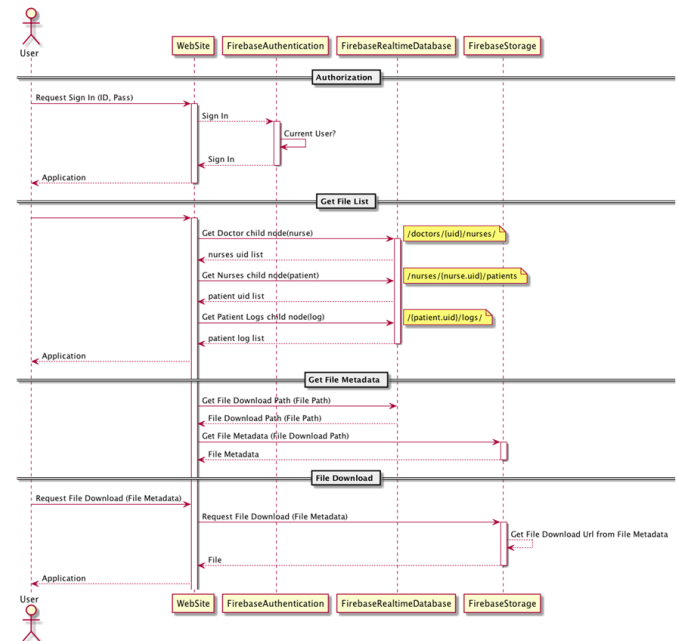 User
WebSite
FirebaseAuthentication
FirebaseRealtimeDatabase
FirebaseStorage
Authorization
Request Sign In (ID, Pass)
Sign In
Current User?
Sign In
Application
Get File List
Get Doctor child node(nurse)
/doctors/{uid}/nurses/
nurses uid list
Get Nurses child node(patient)
/nurses/{nurse.uid}/patients
patient uid list
Get Patient Logs child node(log)
/{patient.uid}/logs/
patient log list
Application
Get File Metadata
Get File Download Path (File Path)
File Download Path (File Path)
Get File Metadata (File Download Path)
File Metadata
File Download
Request File Download (File Metadata)
Request File Download (File Metadata)
Get File Download Url from File Metadata
File
Application
User
WebSite
FirebaseAuthentication
FirebaseRealtimeDatabase
FirebaseStorage